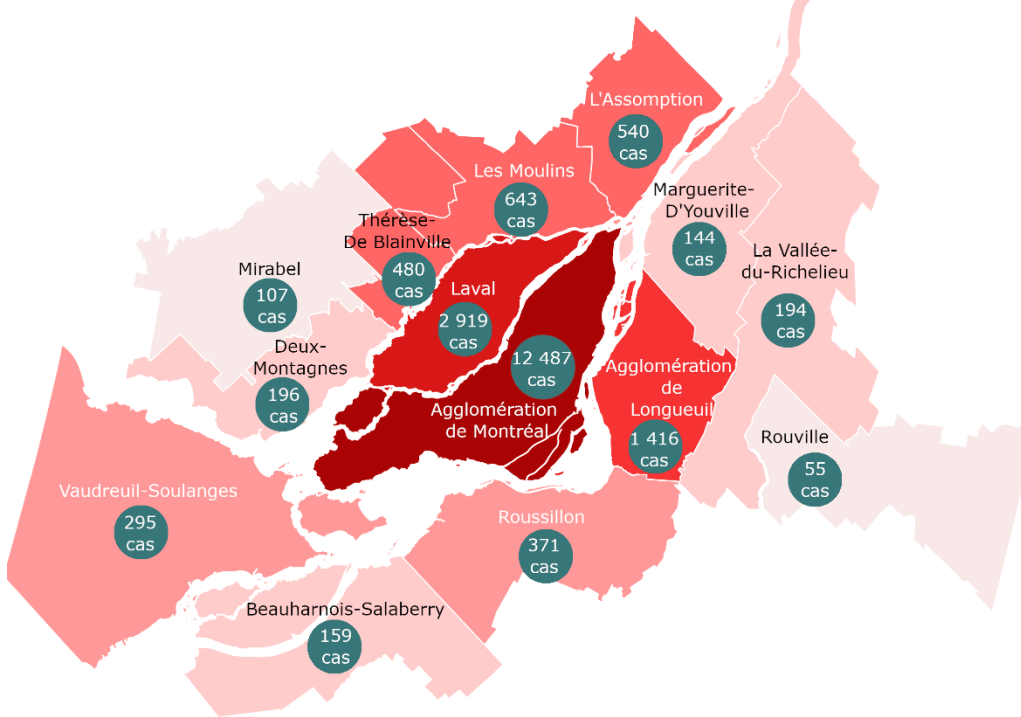 L'Assomption
540
cas
Les Moulins
643
cas
Marguerite-
D'Youville
144
cas
Thérèse-
De Blainville
480
cas
La Vallée-
du-Richelieu
194
cas
Mirabel
107
cas
Laval
2 919
cas
Deux-
Montagnes
196
cas
12 487
cas
Agglomération
de Montréal
Agglomération
de
Longueuil
1 416
cas
Rouville
55
cas
Vaudreuil-Soulanges
295
cas
Roussillon
371
cas
Beauharnois-Salaberry
159
cas